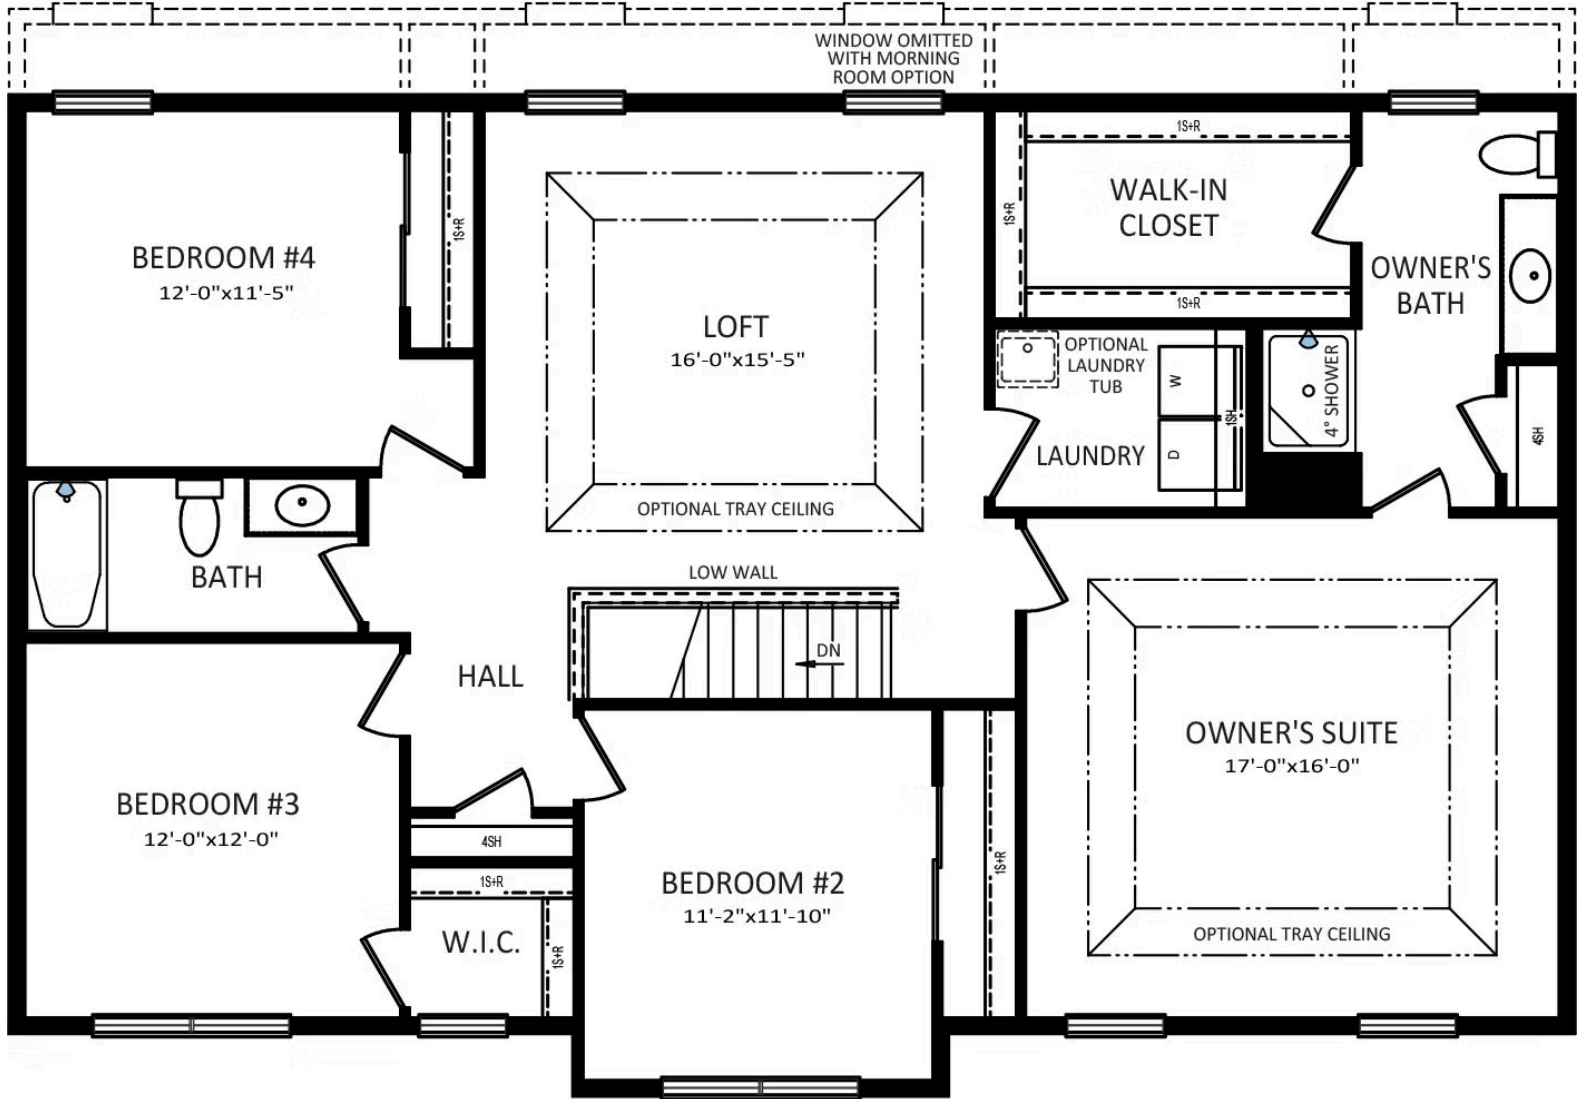 WINDOW OMITTED
WITH MORNING
ROOM OPTION
1S+R
1S+R
1S+R
1S+R
WALK-IN
CLOSET
OWNER'S
BATH
BEDROOM #4
12'-0"x11'-5"
LOFT
16'-0"x15'-5"
OPTIONAL TRAY CEILING
OPTIONAL
LAUNDRY
TUB
W
D
1SH
LAUNDRY
4° SHOWER
4SH
BATH
LOW WALL
DN
HALL
OWNER'S SUITE
17'-0"x16'-0"
OPTIONAL TRAY CEILING
BEDROOM #3
12'-0"x12'-0"
4SH
1S+R
W.I.C.
1S+R
BEDROOM #2
11'-2"x11'-10"
1S+R